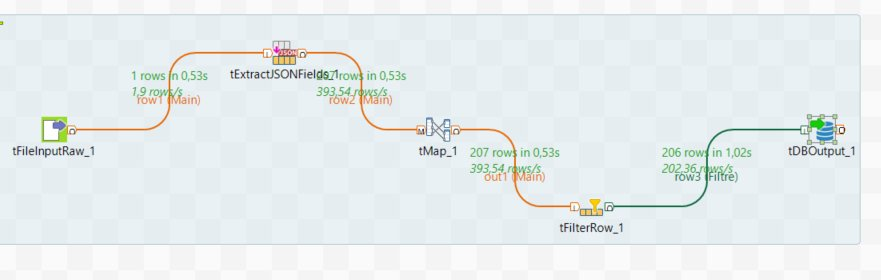 1 rows in 0,53s
1.9 rows/s
row1 (Main)
JSON
tExtractJSONFields_1
207 rows in 0,53s
393,54 rows/s
row2 (Main)
tFileInputRaw_1
M
tMap_1
207 rows in 0,53s
393,54 rows/s
out1 (Main)
206 rows in 1,02s
202.36 rows/s
row3 (Filtre)
tDBOutput_1
tFilterRow_1